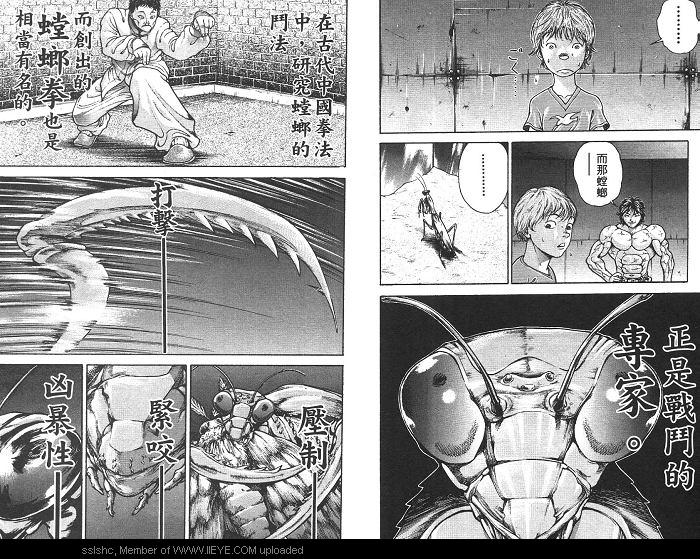 ………
ごく…
而那螳螂
——
………
正是戰鬥的
專家。
在古代中國拳法
中，研究螳螂的
鬥法
而創出的
螳螂拳也是
相當有名的。
打擊——
壓制——
緊咬——
凶暴性——
sslshc, Member of WWW.IIEYE.COM uploaded